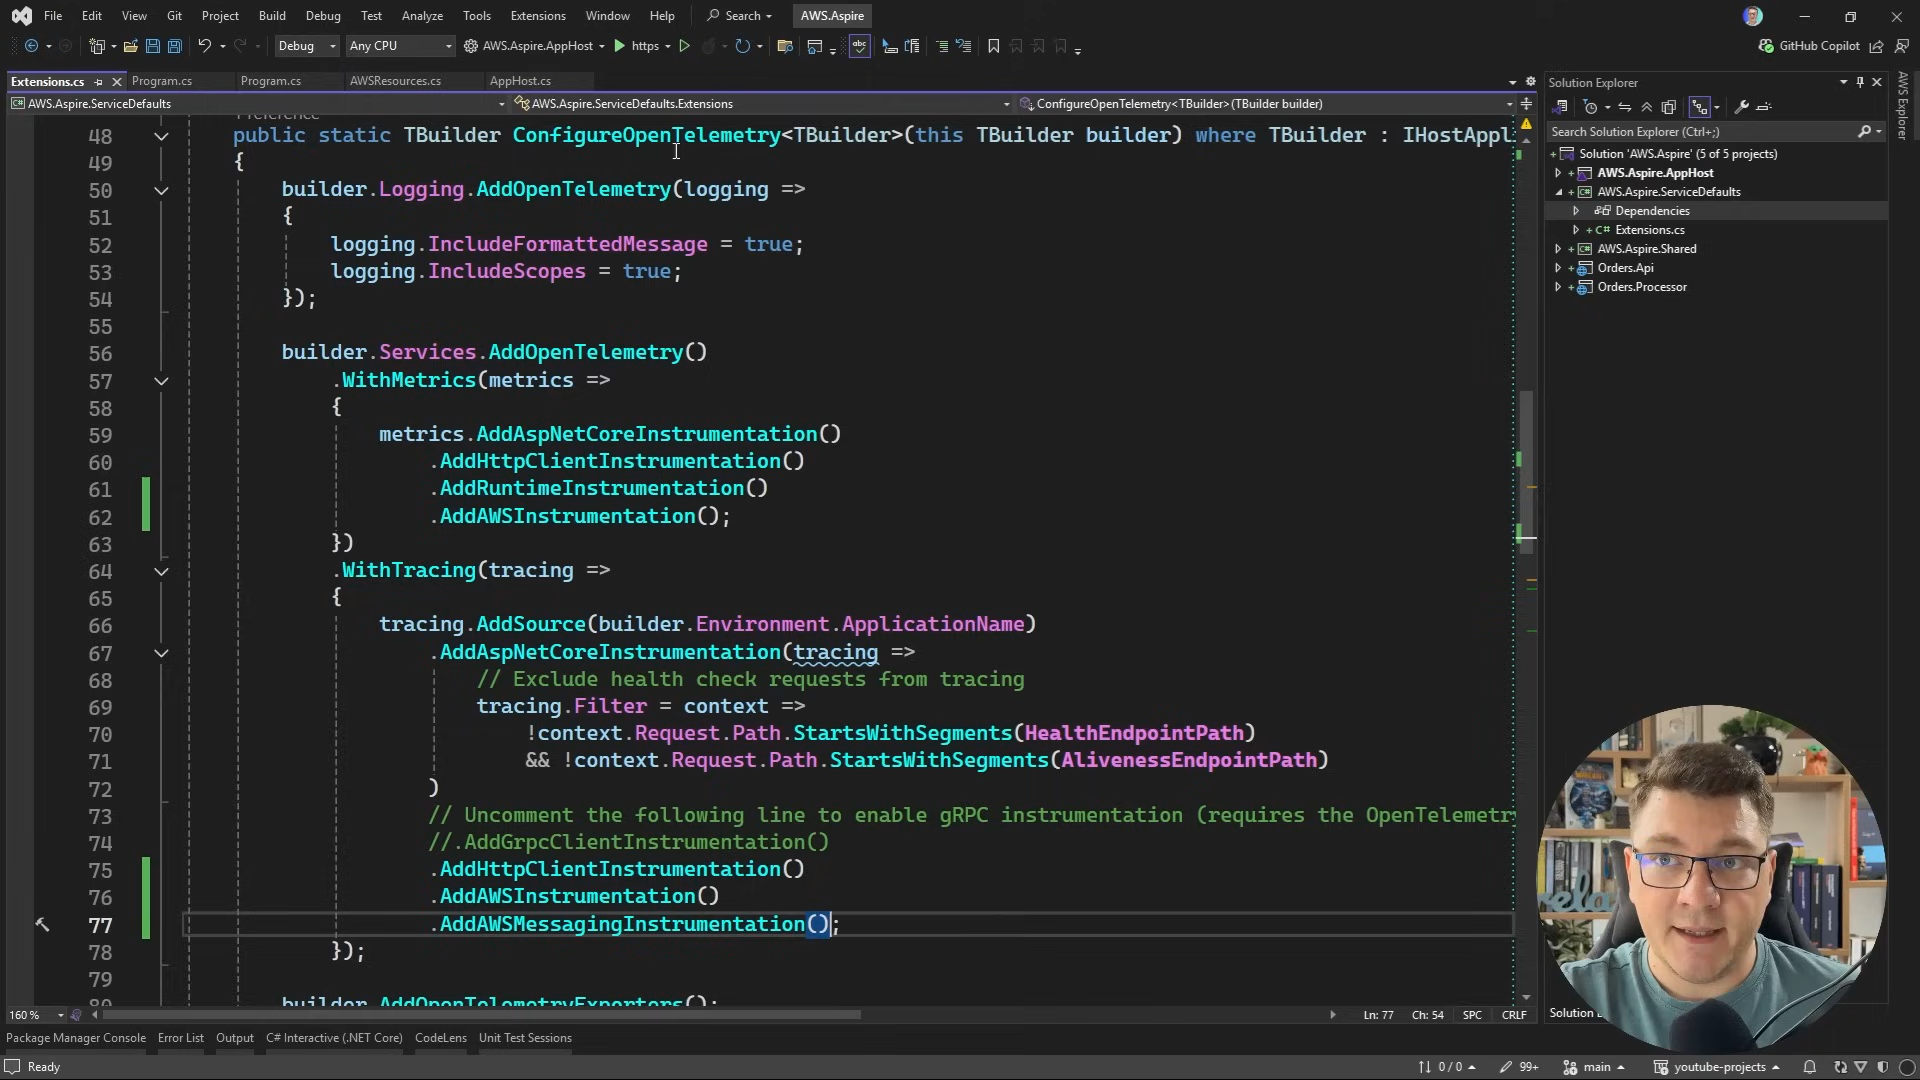 File Edit View Git Project Build Debug Test Analyze Tools Extensions Window Help Search AWS.Aspire
Debug Any CPU AWS.Aspire.AppHost https abc GitHub Copilot
Extensions.cs Program.cs Program.cs AWSResources.cs AppHost.cs
AWS.Aspire.ServiceDefaults AWS.Aspire.ServiceDefaults.Extensions ConfigureOpenTelemetry<TBuilder>(TBuilder builder)
48 public static TBuilder ConfigureOpenTelemetry<TBuilder>(this TBuilder builder) where TBuilder : IHostAppl
49 {
50 builder.Logging.AddOpenTelemetry(logging =>
51 {
52 logging.IncludeFormattedMessage = true;
53 logging.IncludeScopes = true;
54 });
55
56 builder.Services.AddOpenTelemetry()
57 .WithMetrics(metrics =>
58 {
59 metrics.AddAspNetCoreInstrumentation()
60 .AddHttpClientInstrumentation()
61 .AddRuntimeInstrumentation()
62 .AddAWSInstrumentation();
63 })
64 .WithTracing(tracing =>
65 {
66 tracing.AddSource(builder.Environment.ApplicationName)
67 .AddAspNetCoreInstrumentation(tracing =>
68 // Exclude health check requests from tracing
69 tracing.Filter = context =>
70 !context.Request.Path.StartsWithSegments(HealthEndpointPath)
71 && !context.Request.Path.StartsWithSegments(AlivenessEndpointPath)
72 )
73 // Uncomment the following line to enable gRPC instrumentation (requires the OpenTelemetr
74 //.AddGrpcClientInstrumentation()
75 .AddHttpClientInstrumentation()
76 .AddAWSInstrumentation()
77 .AddAWSMessagingInstrumentation();
78 });
79
80 builder.AddOpenTelemetryExporters();
Solution Explorer
Search Solution Explorer (Ctrl+;)
Solution 'AWS.Aspire' (5 of 5 projects)
AWS.Aspire.AppHost
AWS.Aspire.ServiceDefaults
Dependencies
C# Extensions.cs
AWS.Aspire.Shared
Orders.Api
Orders.Processor
AWS Explorer
160 % Ln: 77 Ch: 54 SPC CRLF
Solution E
Package Manager Console Error List Output C# Interactive (.NET Core) CodeLens Unit Test Sessions
Ready 0 / 0 99+ main youtube-projects